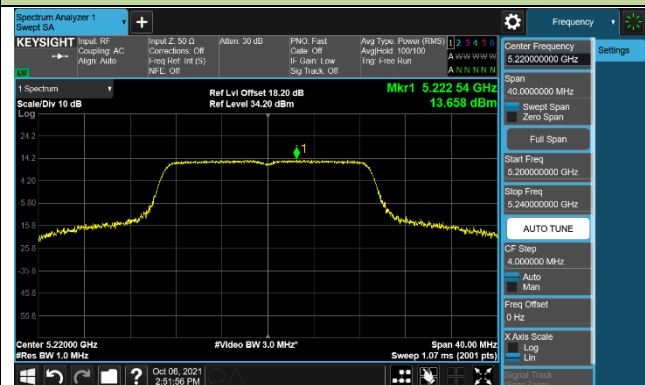 Spectrum Analyzer 1
Swept SA
Frequency
KEYSIGHT
Input: RF
Coupling: AC
Align: Auto
Input Z: 50 Ω
Corrections: Off
Freq Ref: Int (S)
NFE: Off
Atten: 30 dB
PNO: Fast
Gate: Off
IF Gain: Low
Sig Track: Off
Avg Type: Power (RMS)
Avg|Hold: 100/100
Trig: Free Run
1 2 3 4 5 6
A W W W W W
A N N N N N
LXI
1 Spectrum
Scale/Div 10 dB
Log
Ref Lvl Offset 18.20 dB
Ref Level 34.20 dBm
Mkr1 5.222 54 GHz
13.658 dBm
1
24.2
14.2
4.20
-5.80
-15.8
-25.8
-35.8
-45.8
-55.8
Center 5.22000 GHz
#Res BW 1.0 MHz
#Video BW 3.0 MHz*
Span 40.00 MHz
Sweep 1.07 ms (2001 pts)
Oct 06, 2021
2:51:56 PM
Center Frequency
5.220000000 GHz
Settings
Span
40.0000000 MHz
Swept Span
Zero Span
Full Span
Start Freq
5.200000000 GHz
Stop Freq
5.240000000 GHz
AUTO TUNE
CF Step
4.000000 MHz
Auto
Man
Freq Offset
0 Hz
X Axis Scale
Log
Lin
Signal Track